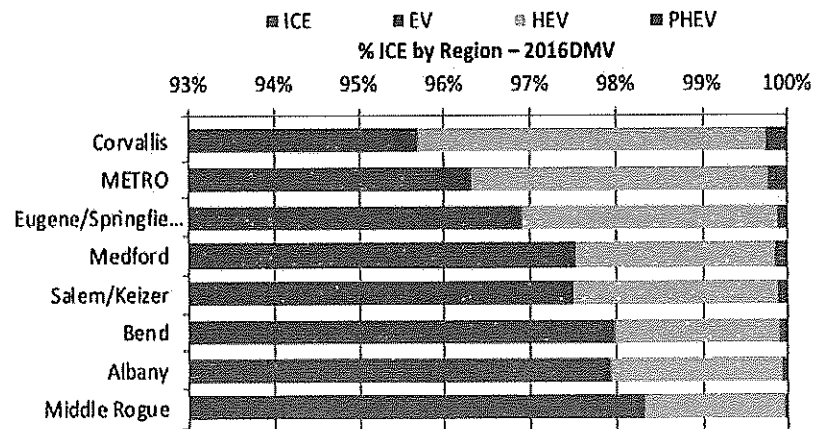 ICE EV HEV PHEV
% ICE by Region – 2016DMV
93% 94% 95% 96% 97% 98% 99% 100%
Corvallis
METRO
Eugene/Springfie...
Medford
Salem/Keizer
Bend
Albany
Middle Rogue